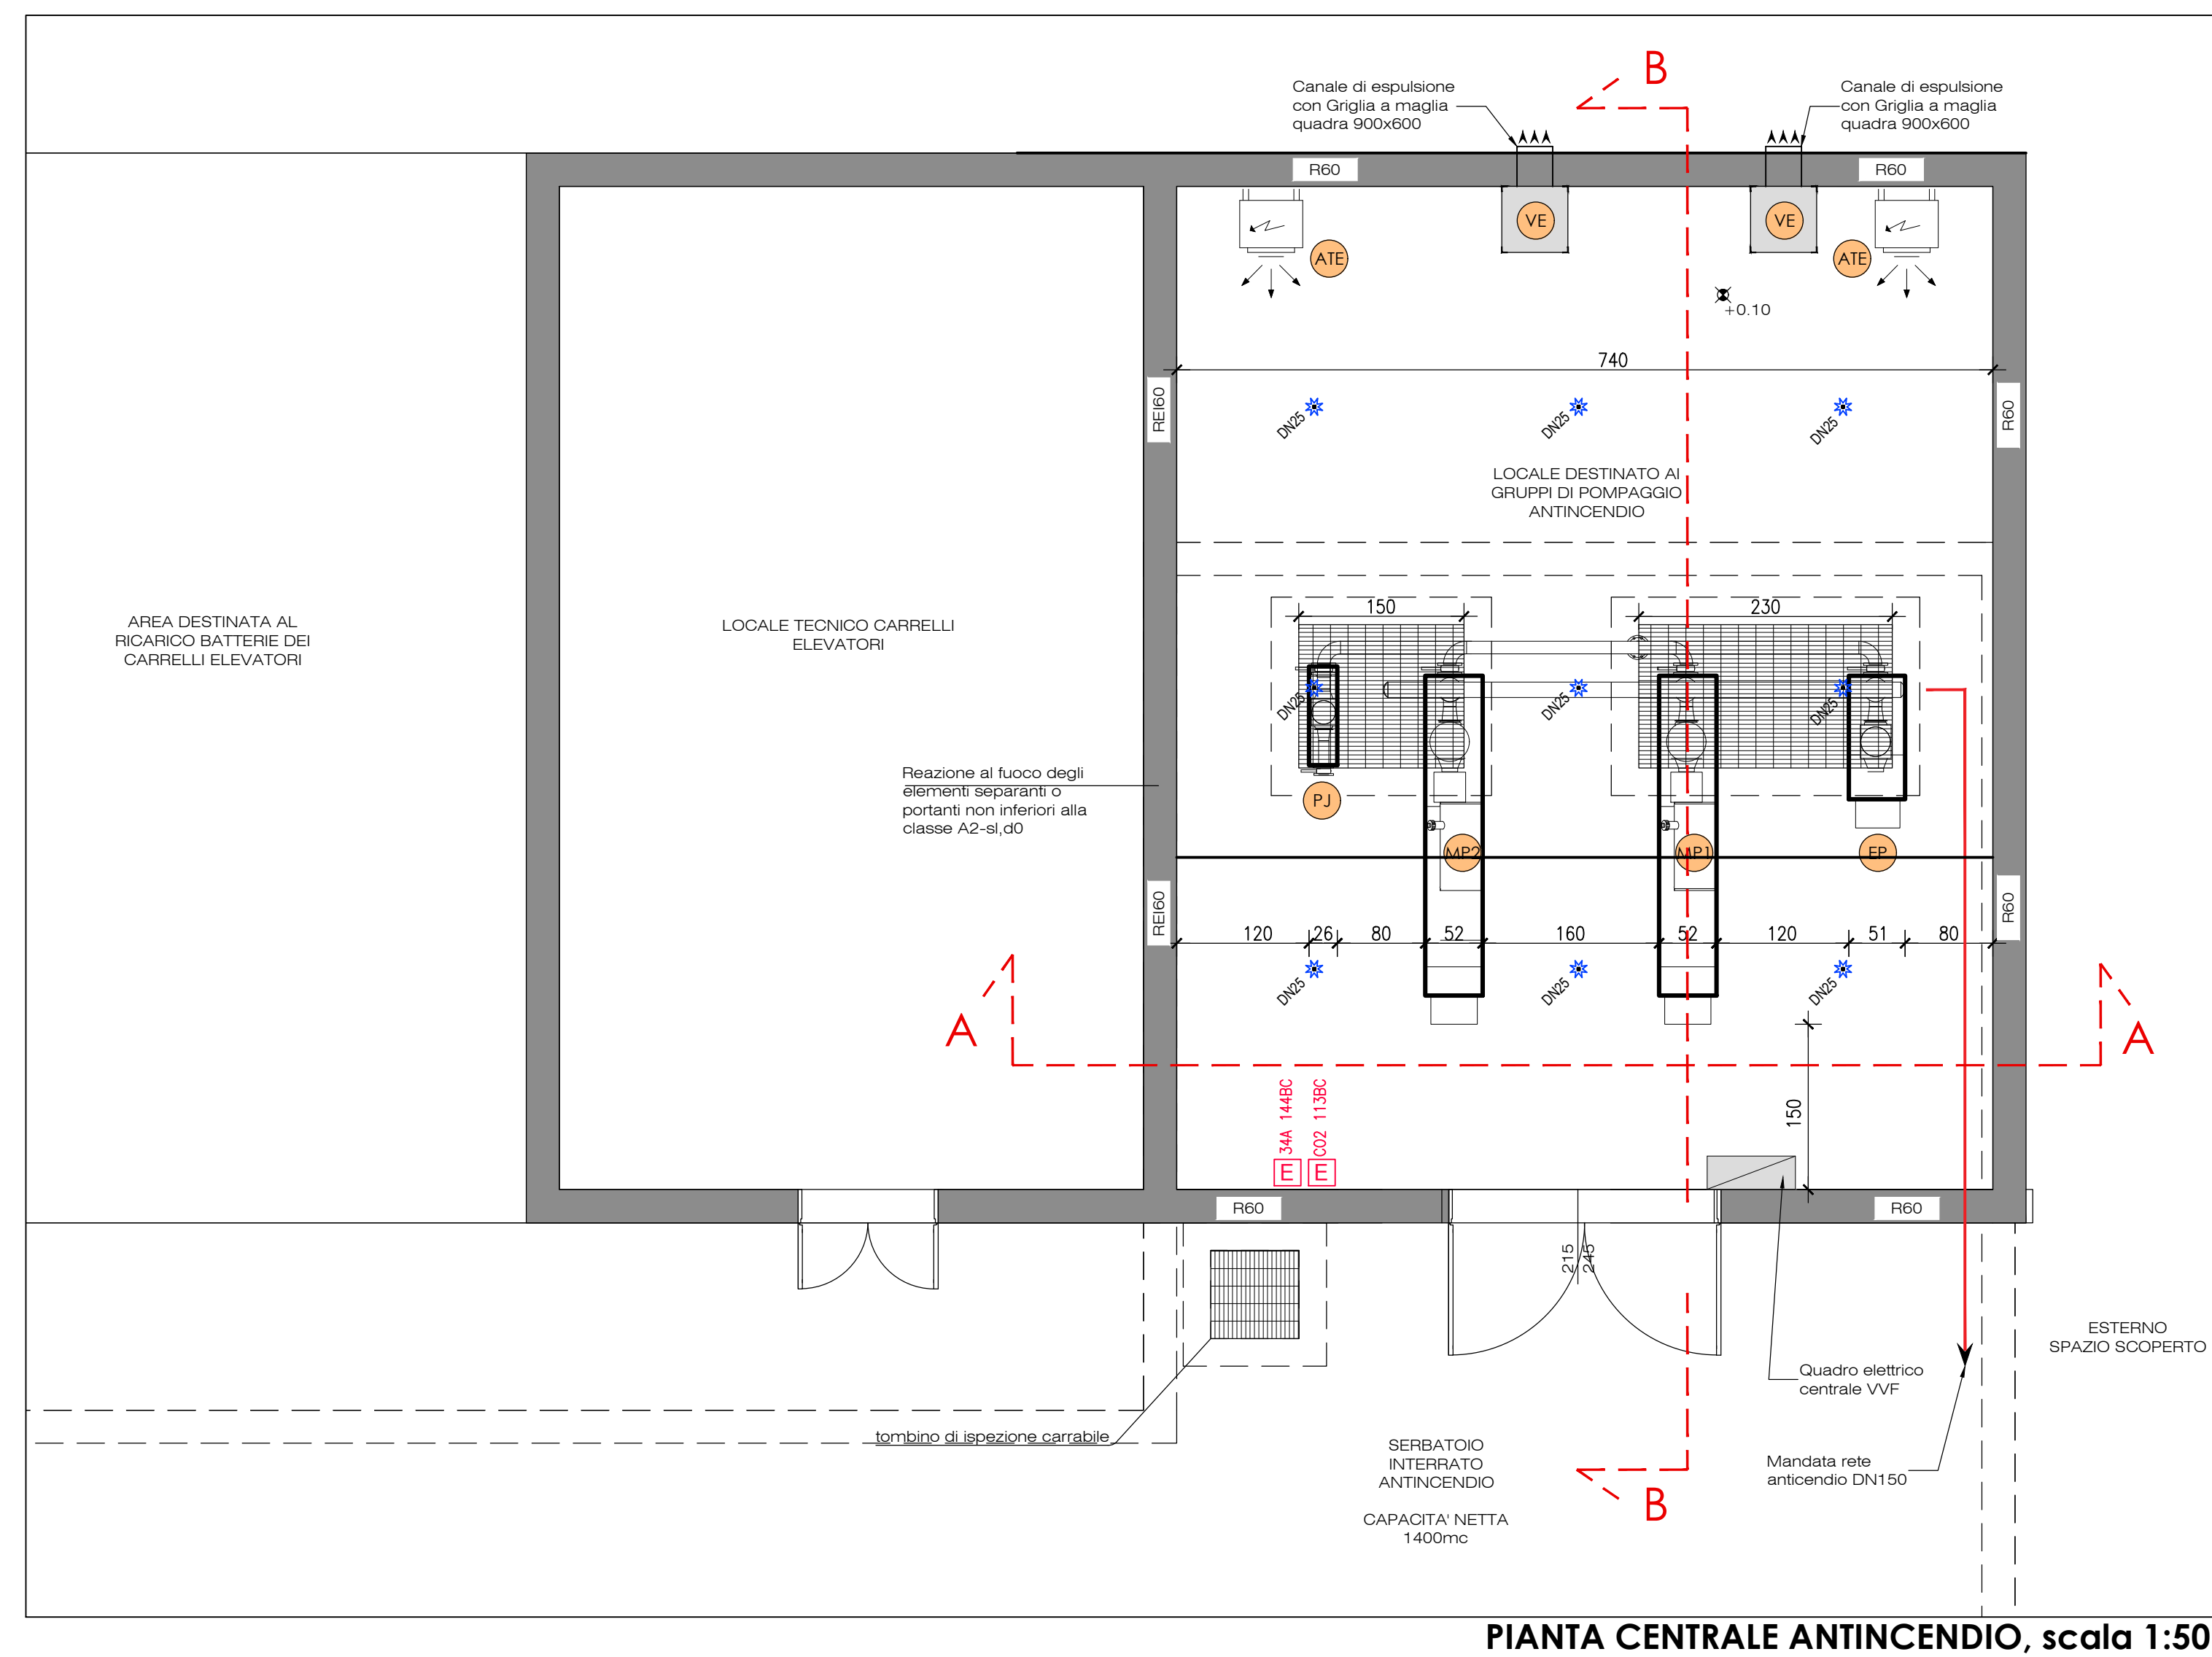 B
Canale di espulsione
con Griglia a maglia
quadra 900x600
Canale di espulsione
con Griglia a maglia
quadra 900x600
R60
R60
VE
VE
ATE
ATE
+0.10
740
REI60
R60
DN25
DN25
DN25
LOCALE DESTINATO AI
GRUPPI DI POMPAGGIO
ANTINCENDIO
AREA DESTINATA AL
RICARICO BATTERIE DEI
CARRELLI ELEVATORI
LOCALE TECNICO CARRELLI
ELEVATORI
150
230
DN25
DN25
DN25
Reazione al fuoco degli
elementi separanti o
portanti non inferiori alla
classe A2-sl,d0
PJ
MP2
MP1
EP
REI60
R60
120
26
80
52
160
52
120
51
80
DN25
DN25
DN25
A
A
34A 144BC
CO2 113BC
150
E
E
R60
R60
215
245
ESTERNO
SPAZIO SCOPERTO
Quadro elettrico
centrale VVF
tombino di ispezione carrabile
SERBATOIO
INTERRATO
ANTINCENDIO
Mandata rete
anticendio DN150
B
CAPACITA' NETTA
1400mc
PIANTA CENTRALE ANTINCENDIO, scala 1:50